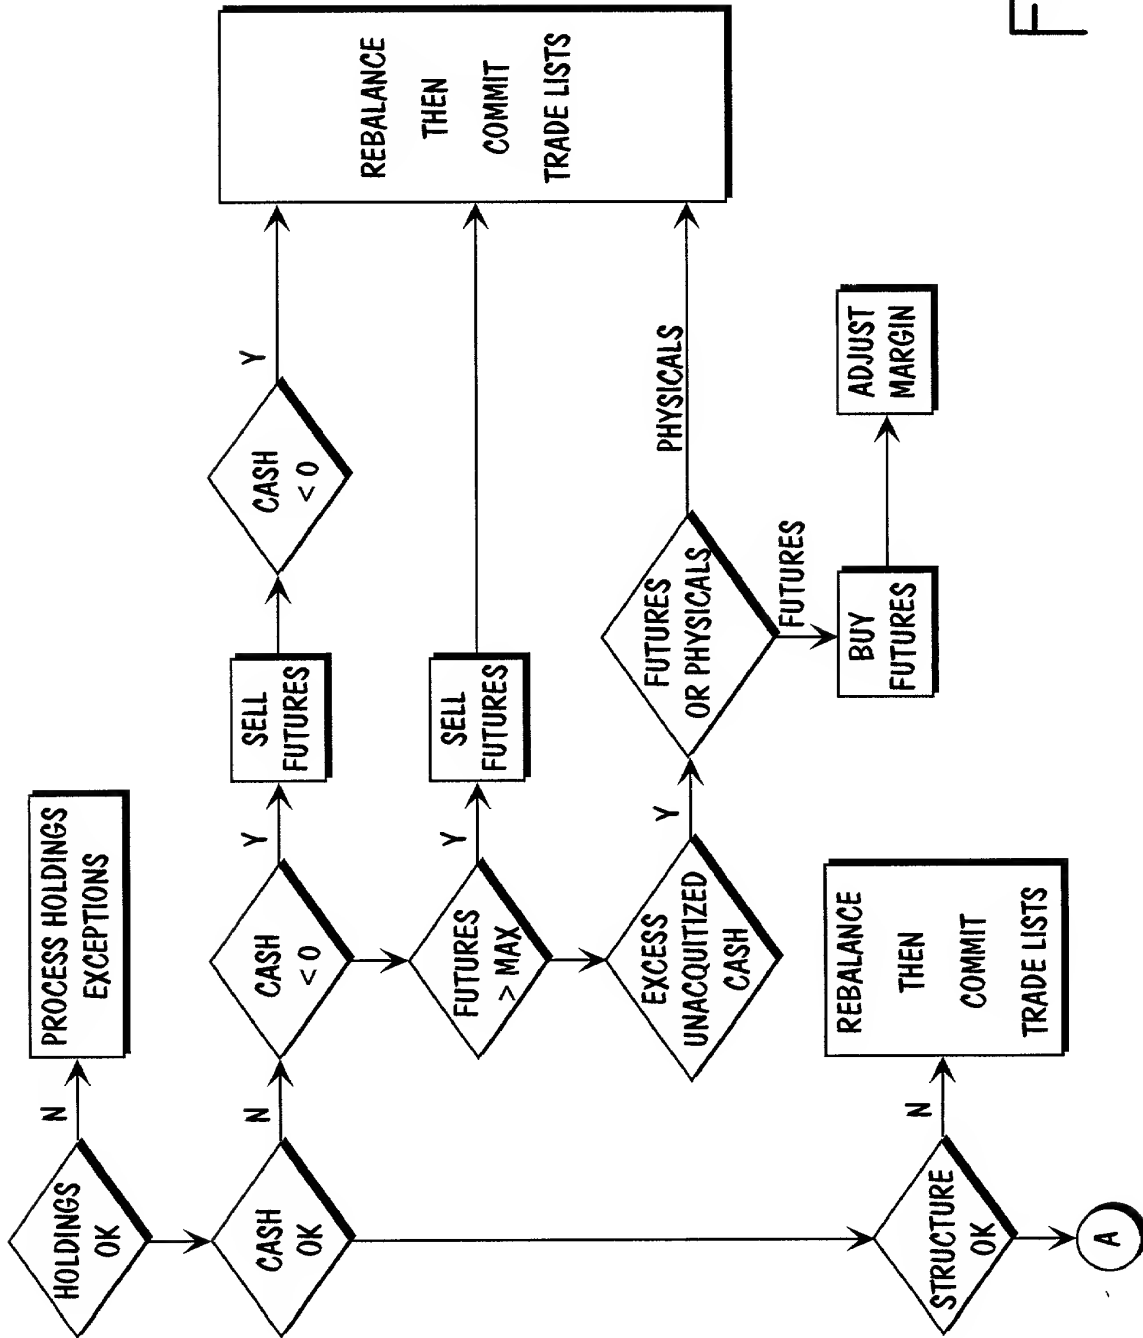 HOLDINGS
OK
N
PROCESS HOLDINGS
EXCEPTIONS
CASH
OK
N
CASH
< 0
Y
SELL
FUTURES
CASH
< 0
Y
REBALANCE
THEN
COMMIT
TRADE LISTS
FUTURES
> MAX
Y
SELL
FUTURES
EXCESS
UNACQUITIZED
CASH
Y
FUTURES
OR PHYSICALS
PHYSICALS
FUTURES
BUY
FUTURES
ADJUST
MARGIN
STRUCTURE
OK
N
REBALANCE
THEN
COMMIT
TRADE LISTS
A